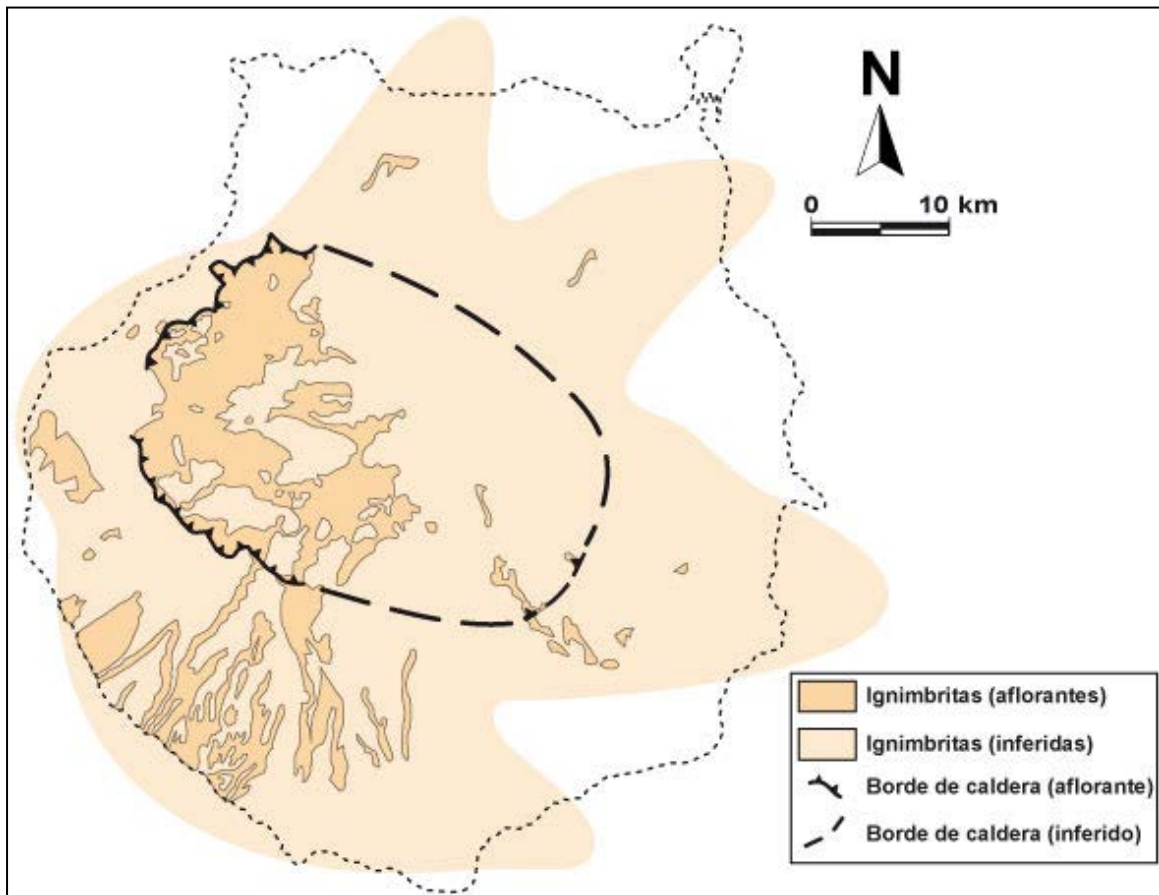 N
0 10 km
Ignimbritas (aflorantes)
Ignimbritas (inferidas)
Borde de caldera (aflorante)
Borde de caldera (inferido)